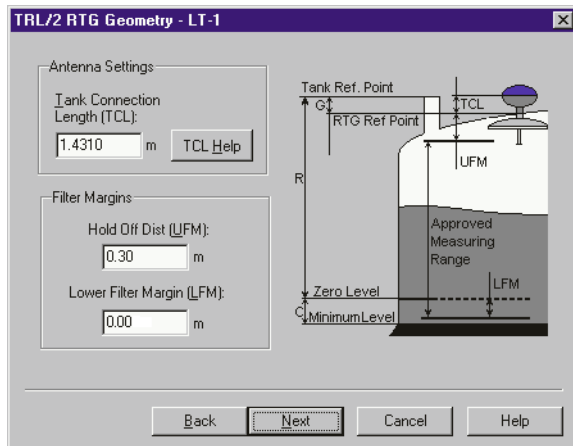 TRL/2 RTG Geometry - LT-1
Antenna Settings
Tank Connection
Length (TCL):
1.4310 m TCL Help
Filter Margins
Hold Off Dist (UFM):
0.30 m
Lower Filter Margin (LFM):
0.00 m
Tank Ref. Point
G TCL
RTG Ref Point
UFM
R
Approved
Measuring
Range
Zero Level
LFM
C
Minimum Level
Back Next Cancel Help